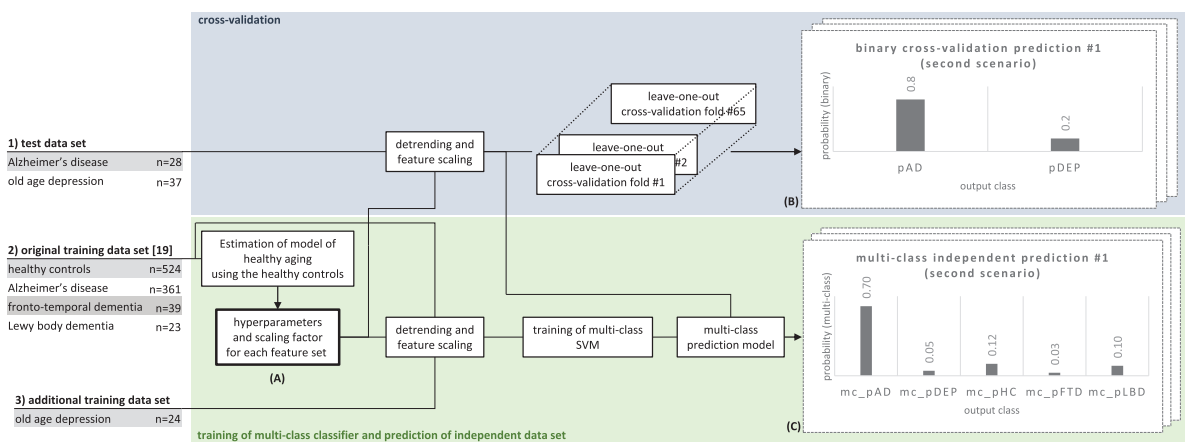 cross-validation
1) test data set
Alzheimer's disease n=28
old age depression n=37
detrending and
feature scaling
leave-one-out
cross-validation fold #65
leave-one-out
#2
leave-one-out
cross-validation fold #1
binary cross-validation prediction #1
(second scenario)
probability (binary)
0.8
0.2
pAD pDEP
output class
(B)
2) original training data set [19]
healthy controls n=524
Alzheimer's disease n=361
fronto-temporal dementia n=39
Lewy body dementia n=23
Estimation of model of
healthy aging
using the healthy controls
hyperparameters
and scaling factor
for each feature set
(A)
detrending and
feature scaling
training of multi-class
SVM
multi-class
prediction model
multi-class independent prediction #1
(second scenario)
probability (multi-class)
0.70
0.05
0.12
0.03
0.10
mc_pAD mc_pDEP mc_pHC mc_pFTD mc_pLBD
output class
(C)
3) additional training data set
old age depression n=24
training of multi-class classifier and prediction of independent data set